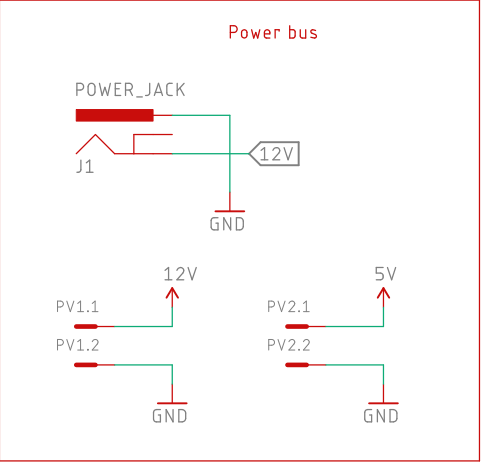 Power bus
POWER_JACK
12V
J1
GND
12V
5V
PV1.1
PV2.1
PV1.2
PV2.2
GND
GND